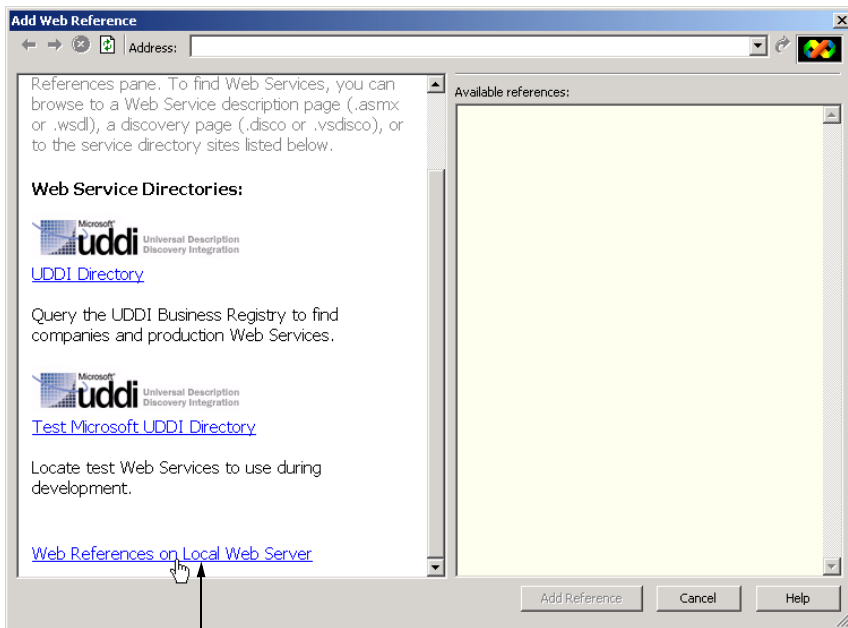 Add Web Reference
Address:
References pane. To find Web Services, you can
browse to a Web Service description page (.asmx
or .wsdl), a discovery page (.disco or .vsdisco), or
to the service directory sites listed below.
Web Service Directories:
Microsoft
uddi Universal Description
Discovery Integration
UDDI Directory
Query the UDDI Business Registry to find
companies and production Web Services.
Microsoft
uddi Universal Description
Discovery Integration
Test Microsoft UDDI Directory
Locate test Web Services to use during
development.
Web References on Local Web Server
Available references:
Add Reference Cancel Help